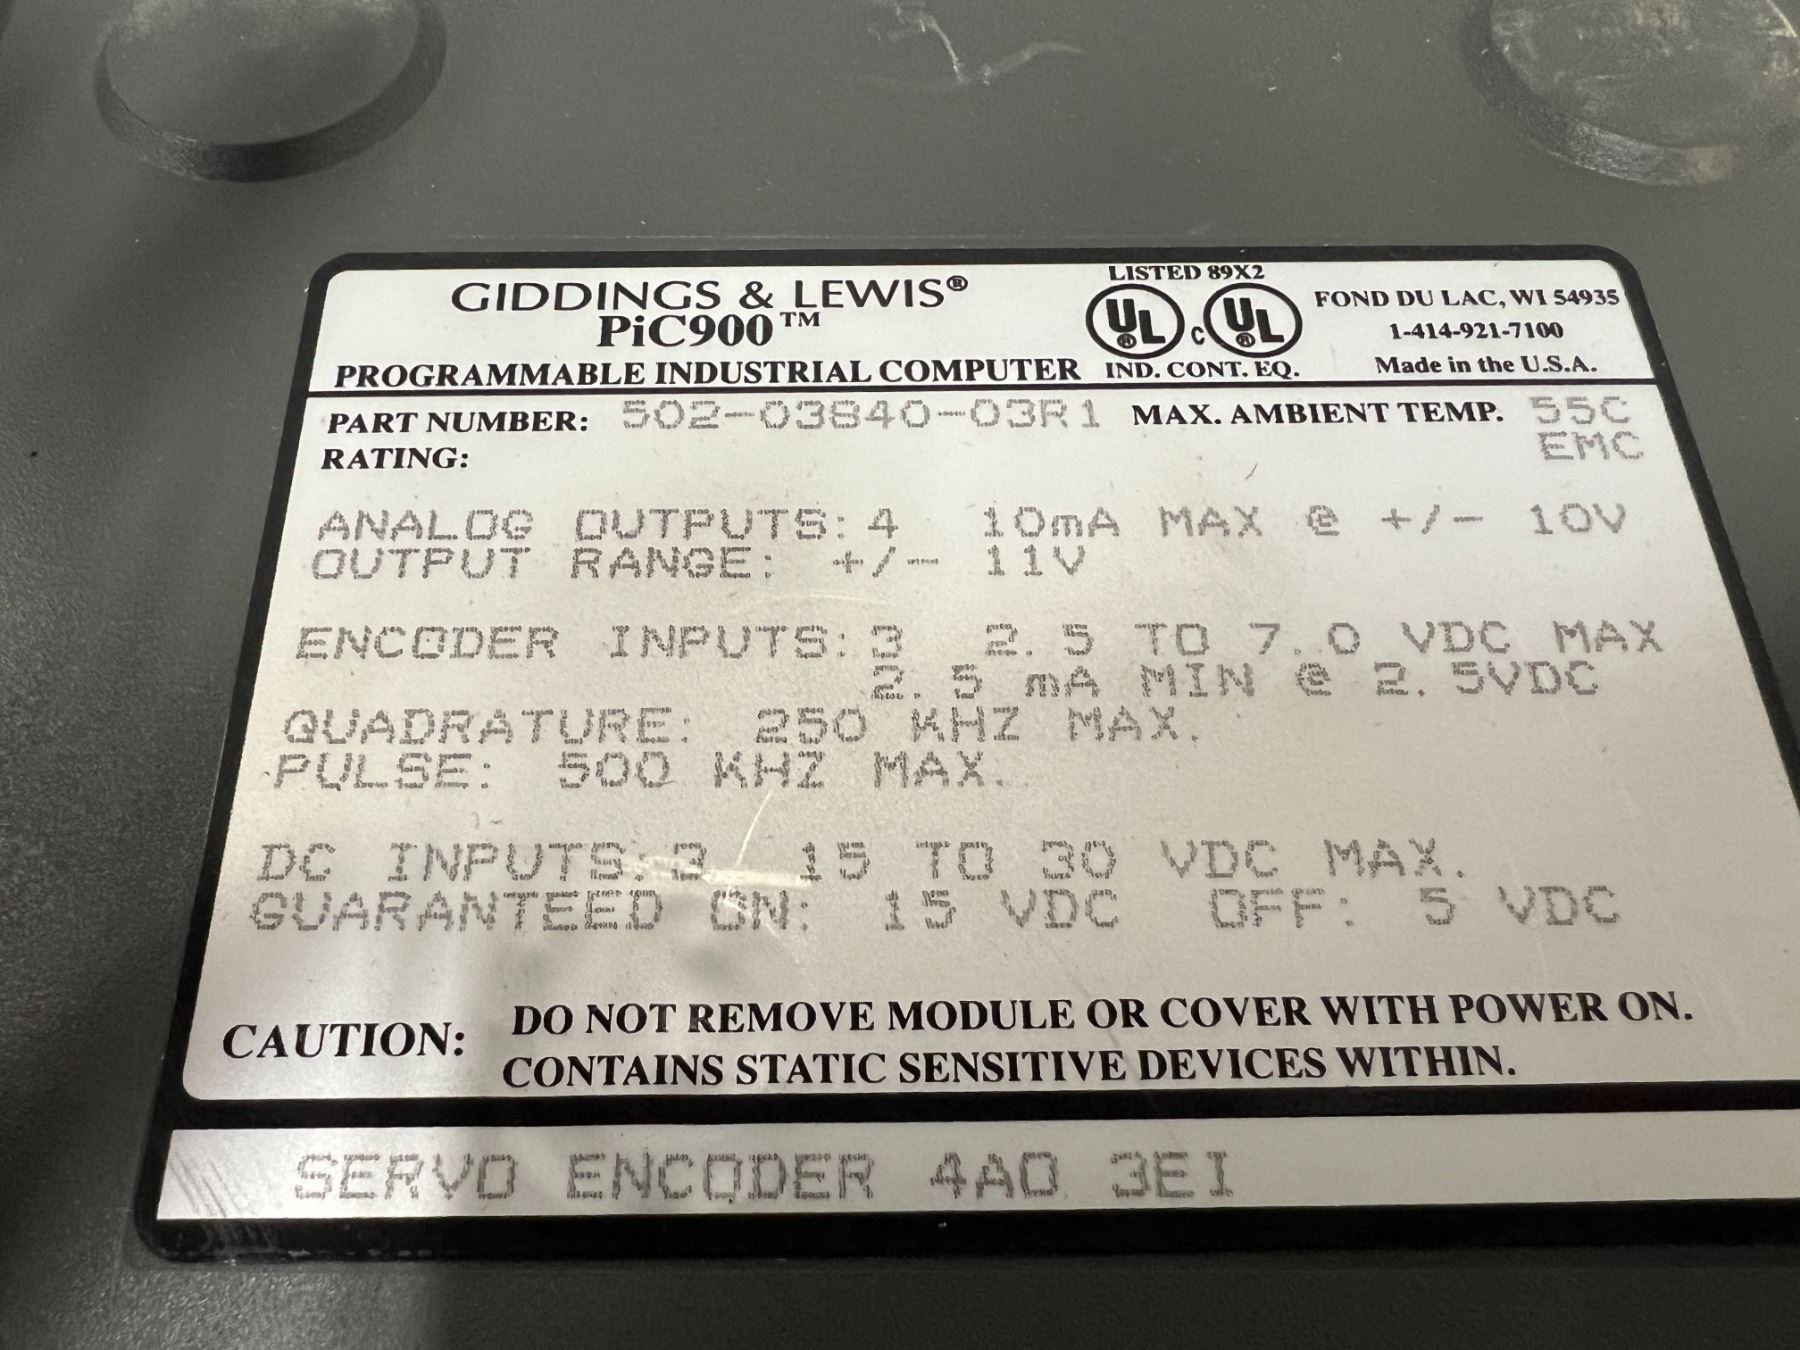 GIDDINGS & LEWIS®
PiC900™
PROGRAMMABLE INDUSTRIAL COMPUTER
LISTED 89X2
UL® c UL®
IND. CONT. EQ.
FOND DU LAC, WI 54935
1-414-921-7100
Made in the U.S.A.
PART NUMBER: 502-03840-03R1 MAX. AMBIENT TEMP. 55C
RATING: EMC
ANALOG OUTPUTS: 4 10mA MAX @ +/- 10V
OUTPUT RANGE: +/- 11V
ENCODER INPUTS: 3 2.5 TO 7.0 VDC MAX
2.5 mA MIN @ 2.5VDC
QUADRATURE: 250 KHZ MAX.
PULSE: 500 KHZ MAX.
DC INPUTS: 3 15 TO 30 VDC MAX.
GUARANTEED ON: 15 VDC OFF: 5 VDC
CAUTION: DO NOT REMOVE MODULE OR COVER WITH POWER ON.
CONTAINS STATIC SENSITIVE DEVICES WITHIN.
SERVO ENCODER 4AO 3EI